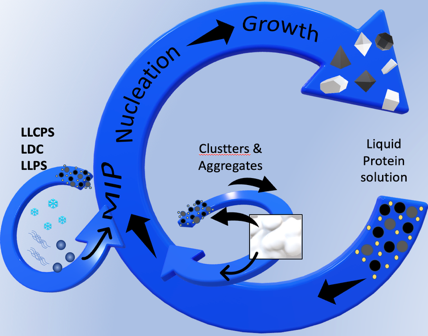 Growth
Nucleation
MIP
LLCPS
LDC
LLPS
Clustters &
Aggregates
Liquid
Protein
solution